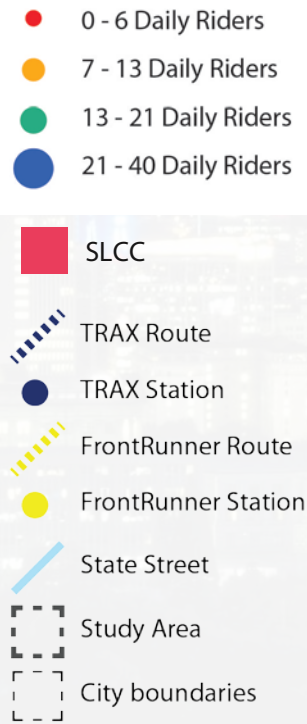 0 - 6 Daily Riders
7 - 13 Daily Riders
13 - 21 Daily Riders
21 - 40 Daily Riders
SLCC
TRAX Route
TRAX Station
FrontRunner Route
FrontRunner Station
State Street
Study Area
City boundaries